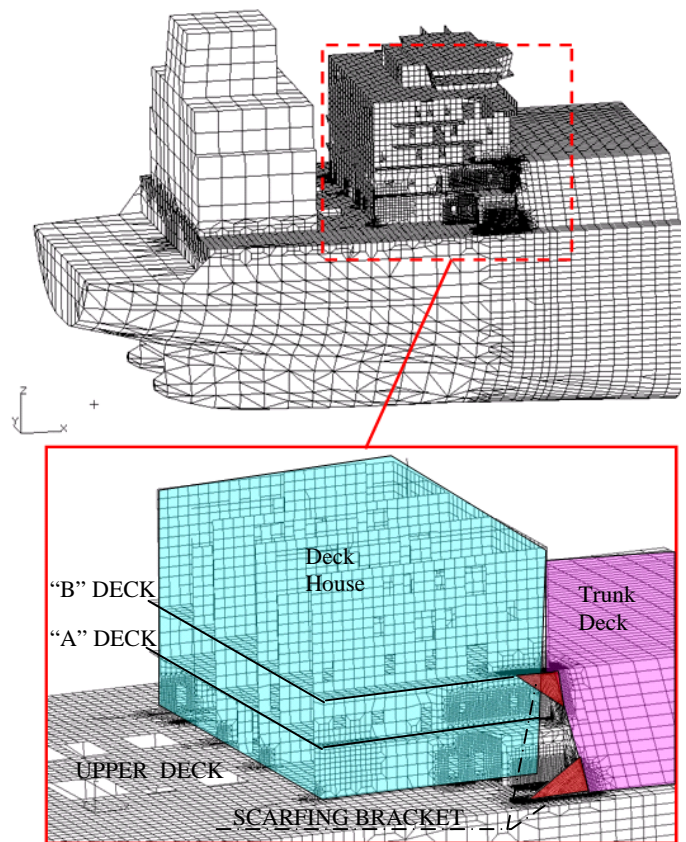 Z
Y
X
Deck
House
"B" DECK
Trunk
Deck
"A" DECK
UPPER DECK
SCARFING BRACKET